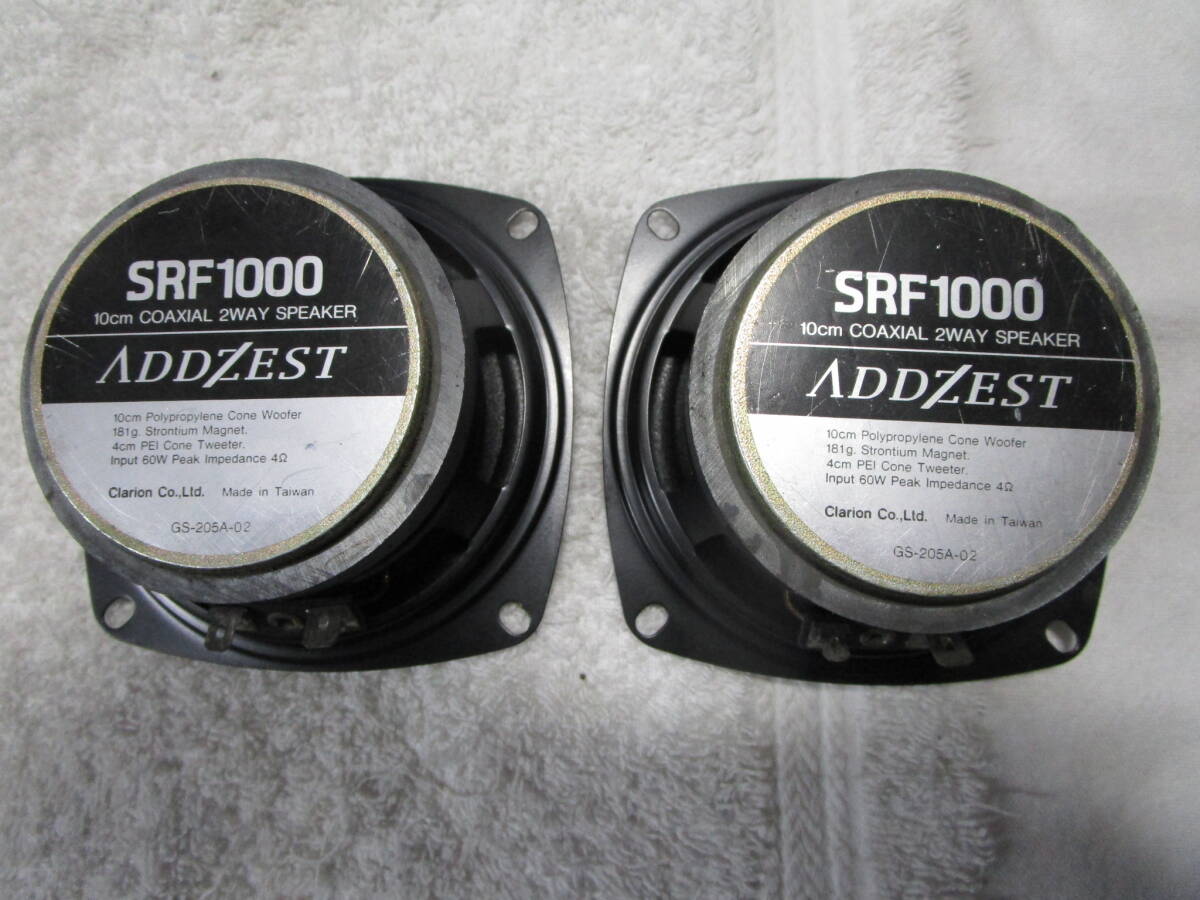 SRF1000
10cm COAXIAL 2WAY SPEAKER
ADDZEST
10cm Polypropylene Cone Woofer
181g. Strontium Magnet.
4cm PEI Cone Tweeter.
Input 60W Peak Impedance 4Ω
Clarion Co.,Ltd. Made in Taiwan
GS-205A-02
SRF1000
10cm COAXIAL 2WAY SPEAKER
ADDZEST
10cm Polypropylene Cone Woofer
181g. Strontium Magnet.
4cm PEI Cone Tweeter.
Input 60W Peak Impedance 4Ω
Clarion Co.,Ltd. Made in Taiwan
GS-205A-02